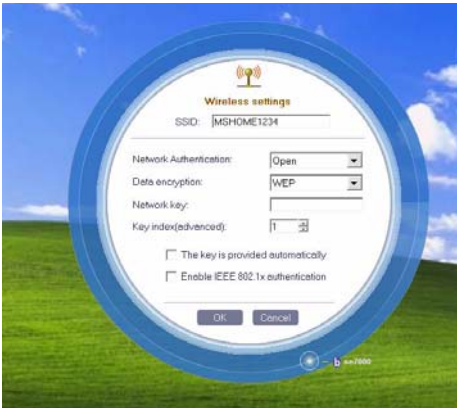 Wireless settings
SSID: MSHOME1234
Network Authentication: Open
Data encryption: WEP
Network key:
Key index(advanced): 1
The key is provided automatically
Enable IEEE 802.1x authentication
OK Cancel